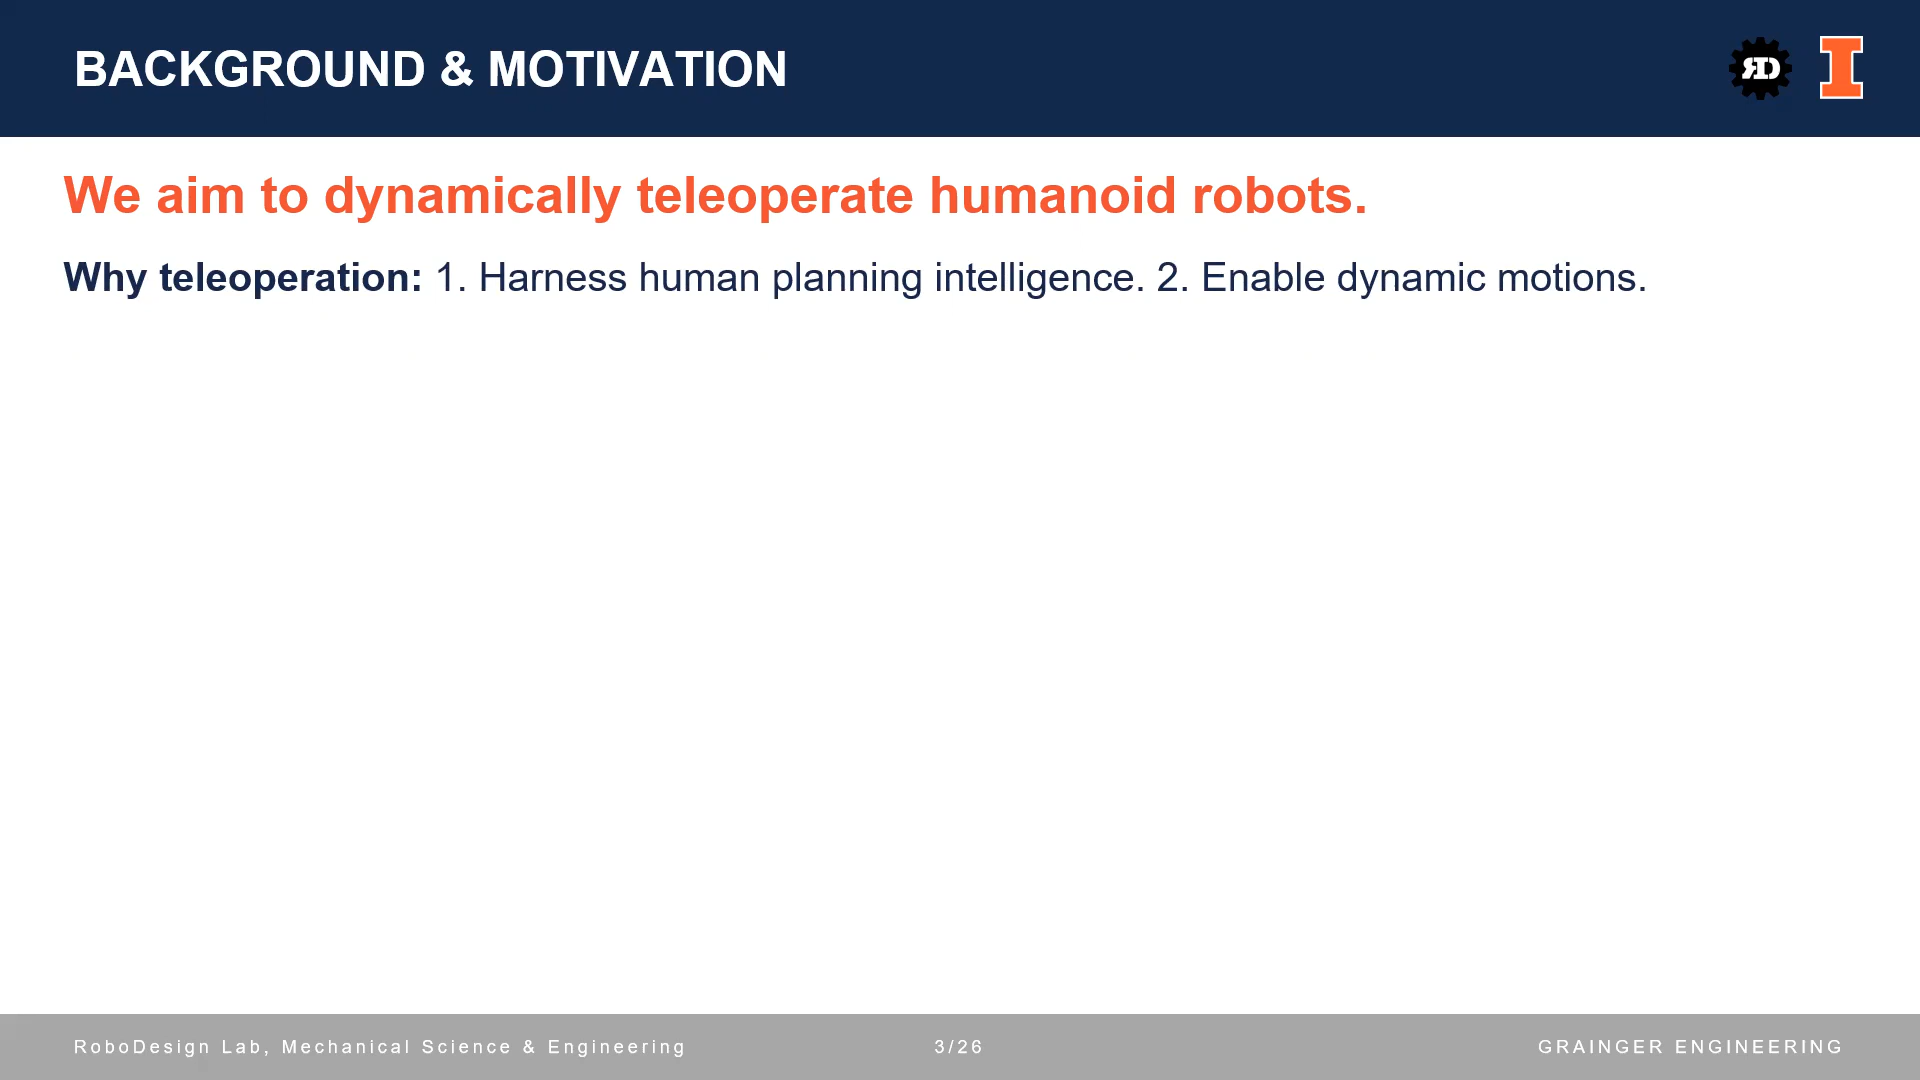 BACKGROUND & MOTIVATION
RD
I
We aim to dynamically teleoperate humanoid robots.
Why teleoperation: 1. Harness human planning intelligence. 2. Enable dynamic motions.
RoboDesign Lab, Mechanical Science & Engineering
3/26
GRAINGER ENGINEERING